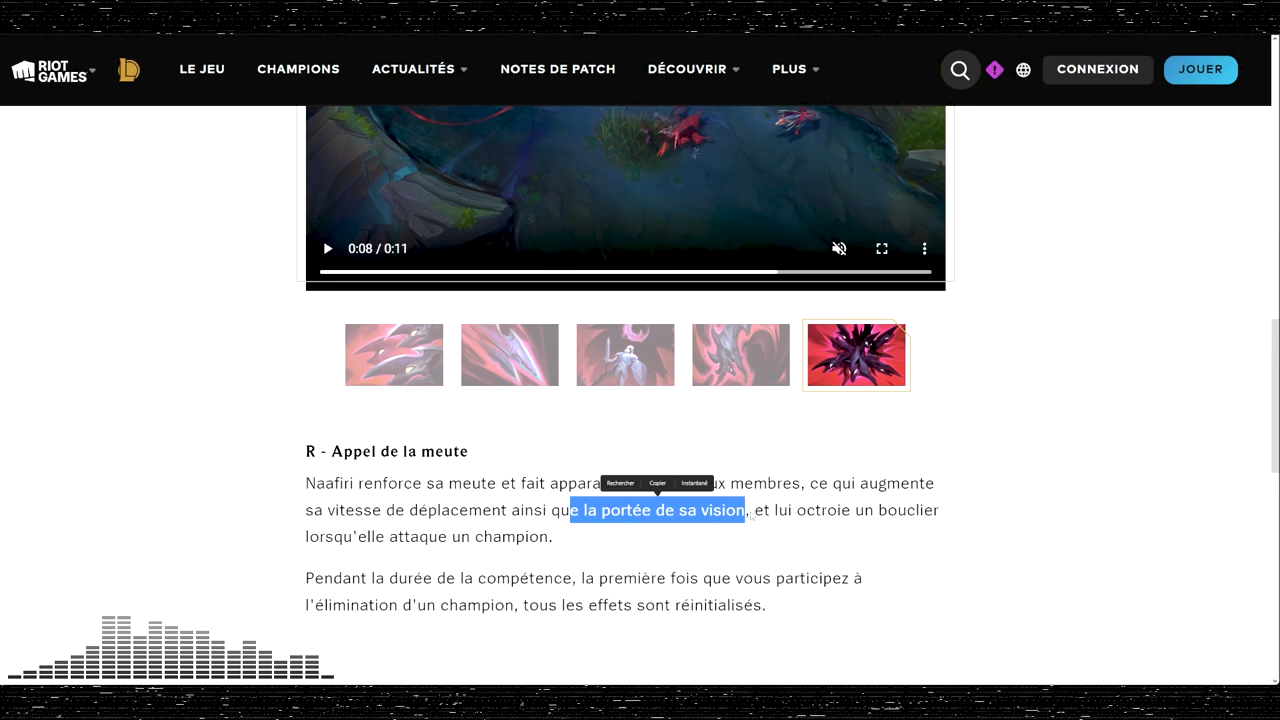 RIOT GAMES
LE JEU CHAMPIONS ACTUALITÉS NOTES DE PATCH DÉCOUVRIR PLUS CONNEXION JOUER
0:08 / 0:11
R - Appel de la meute
Rechercher Copier Instantané
Naafiri renforce sa meute et fait appara x membres, ce qui augmente
sa vitesse de déplacement ainsi que la portée de sa vision, et lui octroie un bouclier
lorsqu'elle attaque un champion.
Pendant la durée de la compétence, la première fois que vous participez à
l'élimination d'un champion, tous les effets sont réinitialisés.